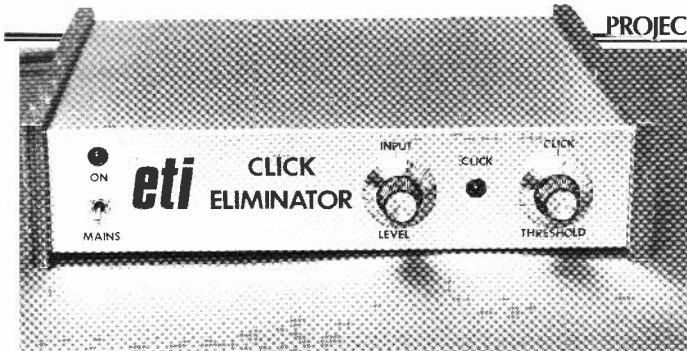 PROJEC
INPUT
CLICK
CLICK
ON
eti
CLICK
ELIMINATOR
MAINS
LEVEL
THRESHOLD